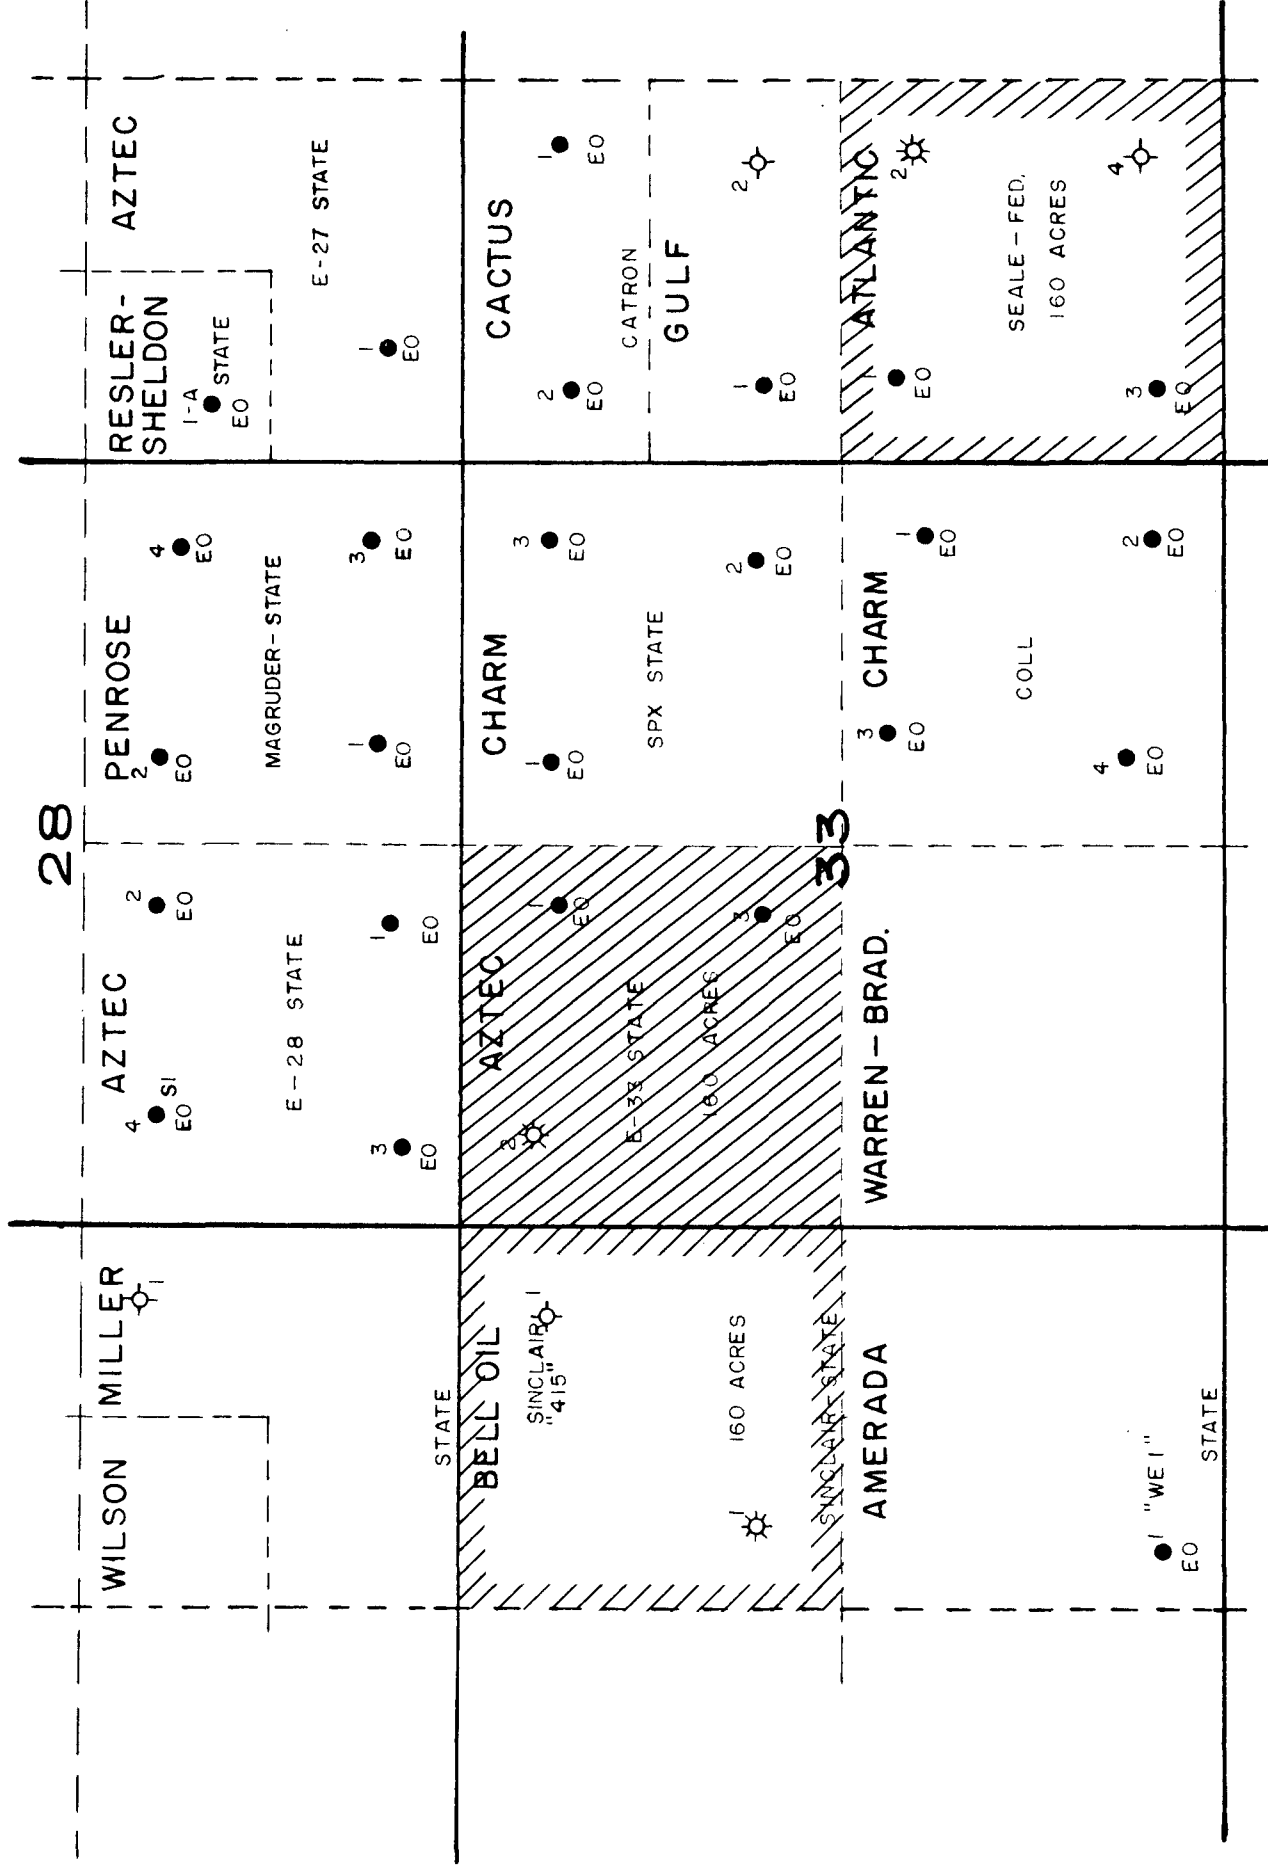 28
WILSON
MILLER
1
STATE
AZTEC
4
SI
EO
2
EO
E-28 STATE
3
EO
1
EO
PENROSE
2
EO
4
EO
MAGRUDER-STATE
1
EO
3
EO
RESLER-
SHELDON
1-A
STATE
EO
AZTEC
E-27 STATE
1
EO
BELL OIL
SINCLAIR
"415"
1
160 ACRES
1
SINCLAIR-STATE
AZTEC
2
1
EO
E-33 STATE
160 ACRES
3
EO
CHARM
1
EO
3
EO
SPX STATE
2
EO
CACTUS
2
EO
1
EO
CATRON
GULF
1
EO
2
33
AMERADA
1 "WEI"
EO
STATE
WARREN-BRAD.
CHARM
3
EO
1
EO
COLL
4
EO
2
EO
ATLANTIC
1
EO
2
SEALE-FED.
160 ACRES
3
EO
4